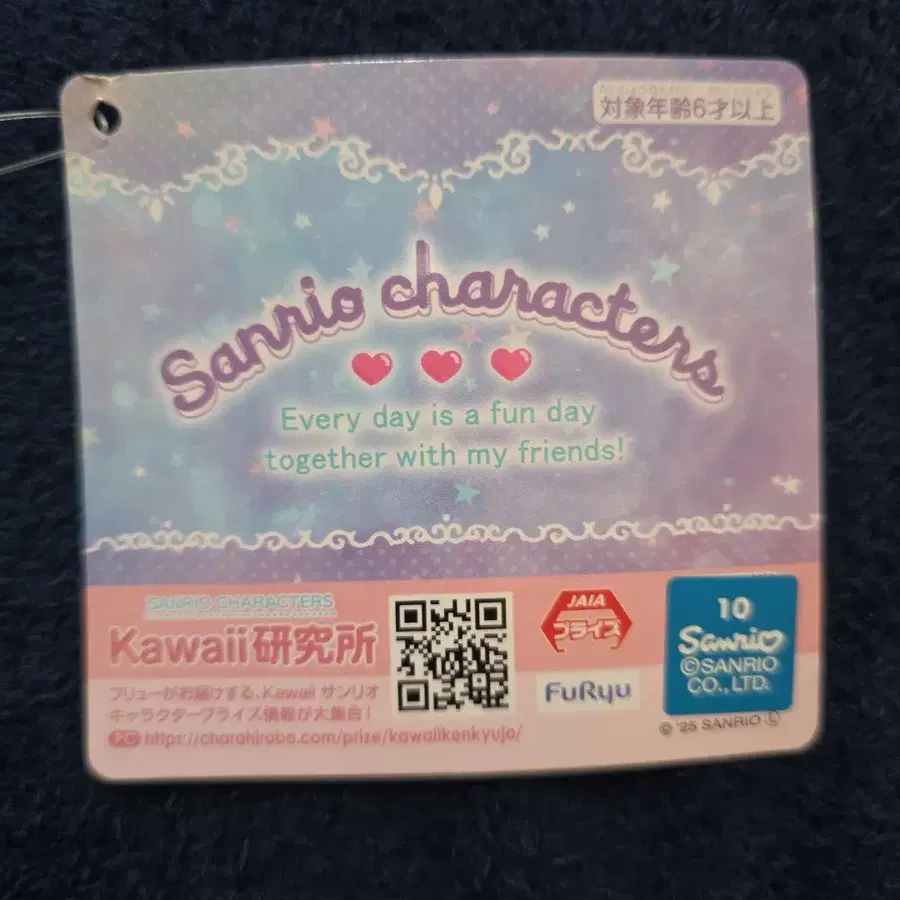 対象年齢6才以上
Sanrio characters
Every day is a fun day
together with my friends!
SANRIO CHARACTERS
Kawaii研究所
フリューがお届けする、Kawaii サンリオ
キャラクタープライズ情報が大集合！
PC https://charahiroba.com/prize/kawaiikenkyujo/
JAIA
プライズ
FuRyu
10
Sanrio
©SANRIO
CO., LTD.
© '25 SANRIO Ⓛ